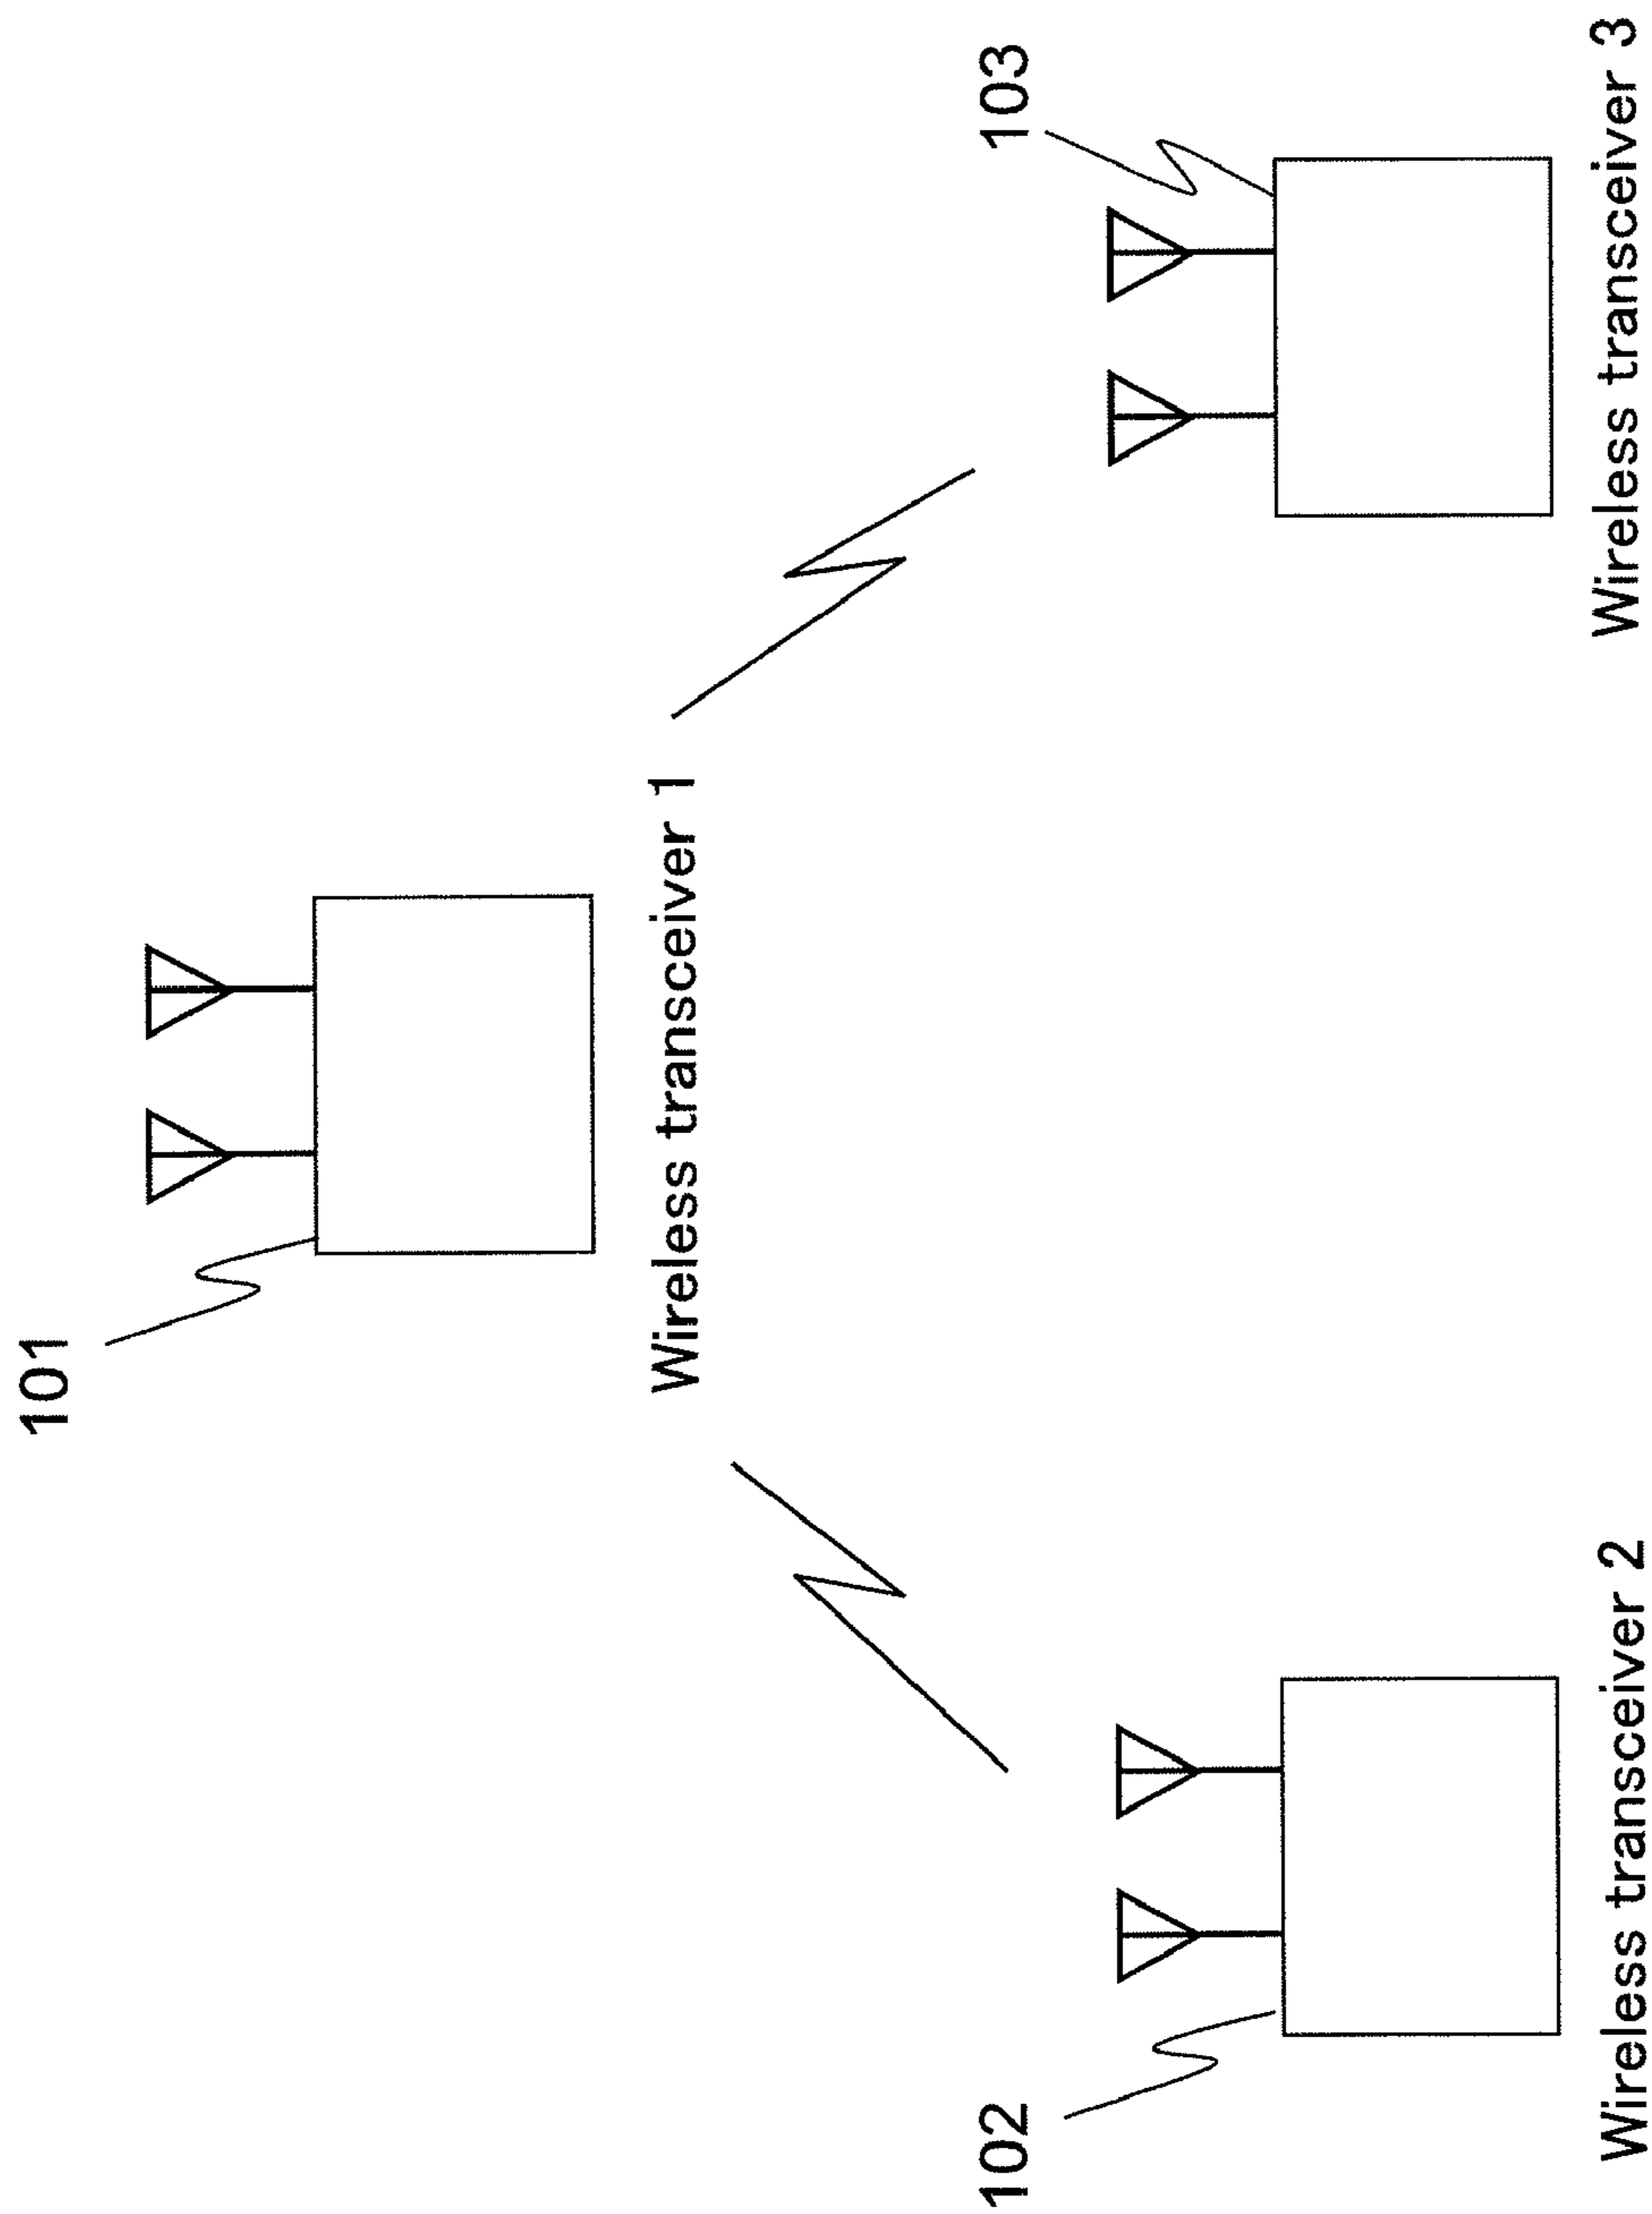 101
Wireless transceiver 1
102
103
Wireless transceiver 2
Wireless transceiver 3